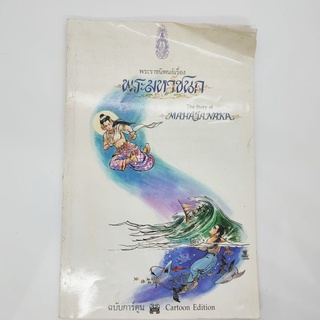 พระราชนิพนธ์เรื่อง
พระมหาชนก
The Story of
MAHAJANAKA
ฉบับการ์ตูน Cartoon Edition